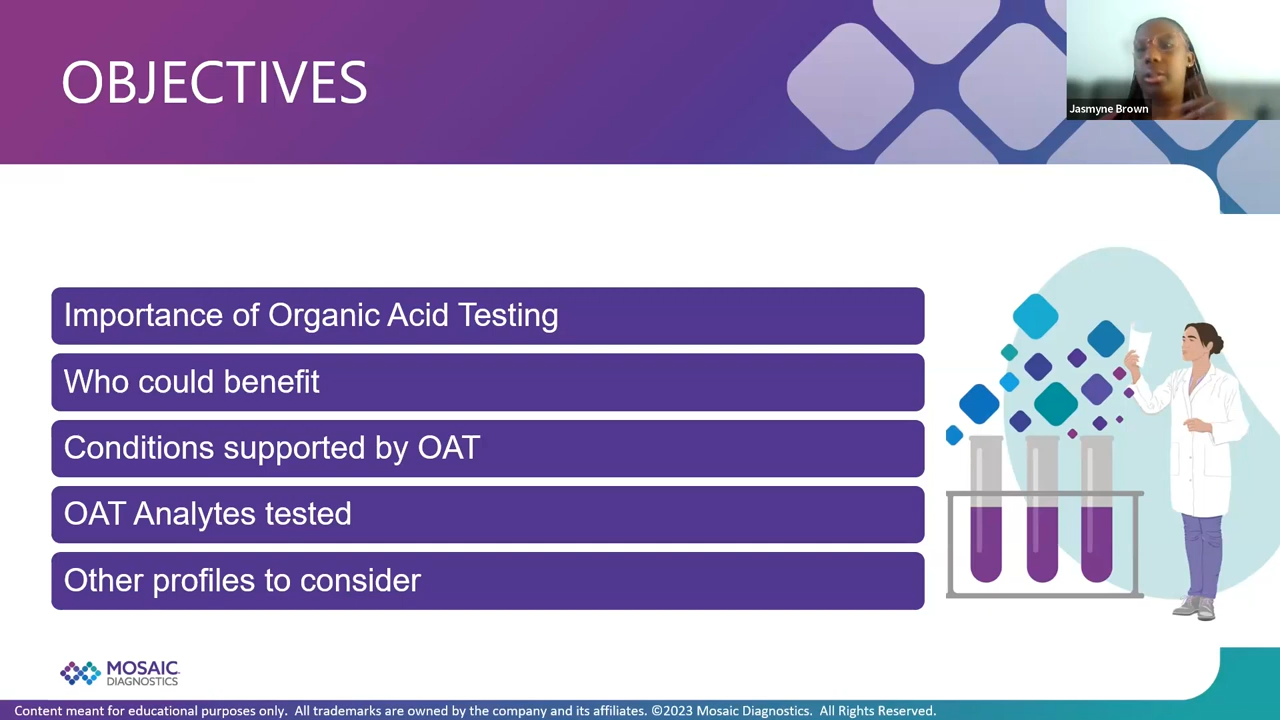 OBJECTIVES
Jasmyne Brown
Importance of Organic Acid Testing
Who could benefit
Conditions supported by OAT
OAT Analytes tested
Other profiles to consider
MOSAIC
DIAGNOSTICS
Content meant for educational purposes only. All trademarks are owned by the company and its affiliates. ©2023 Mosaic Diagnostics. All Rights Reserved.